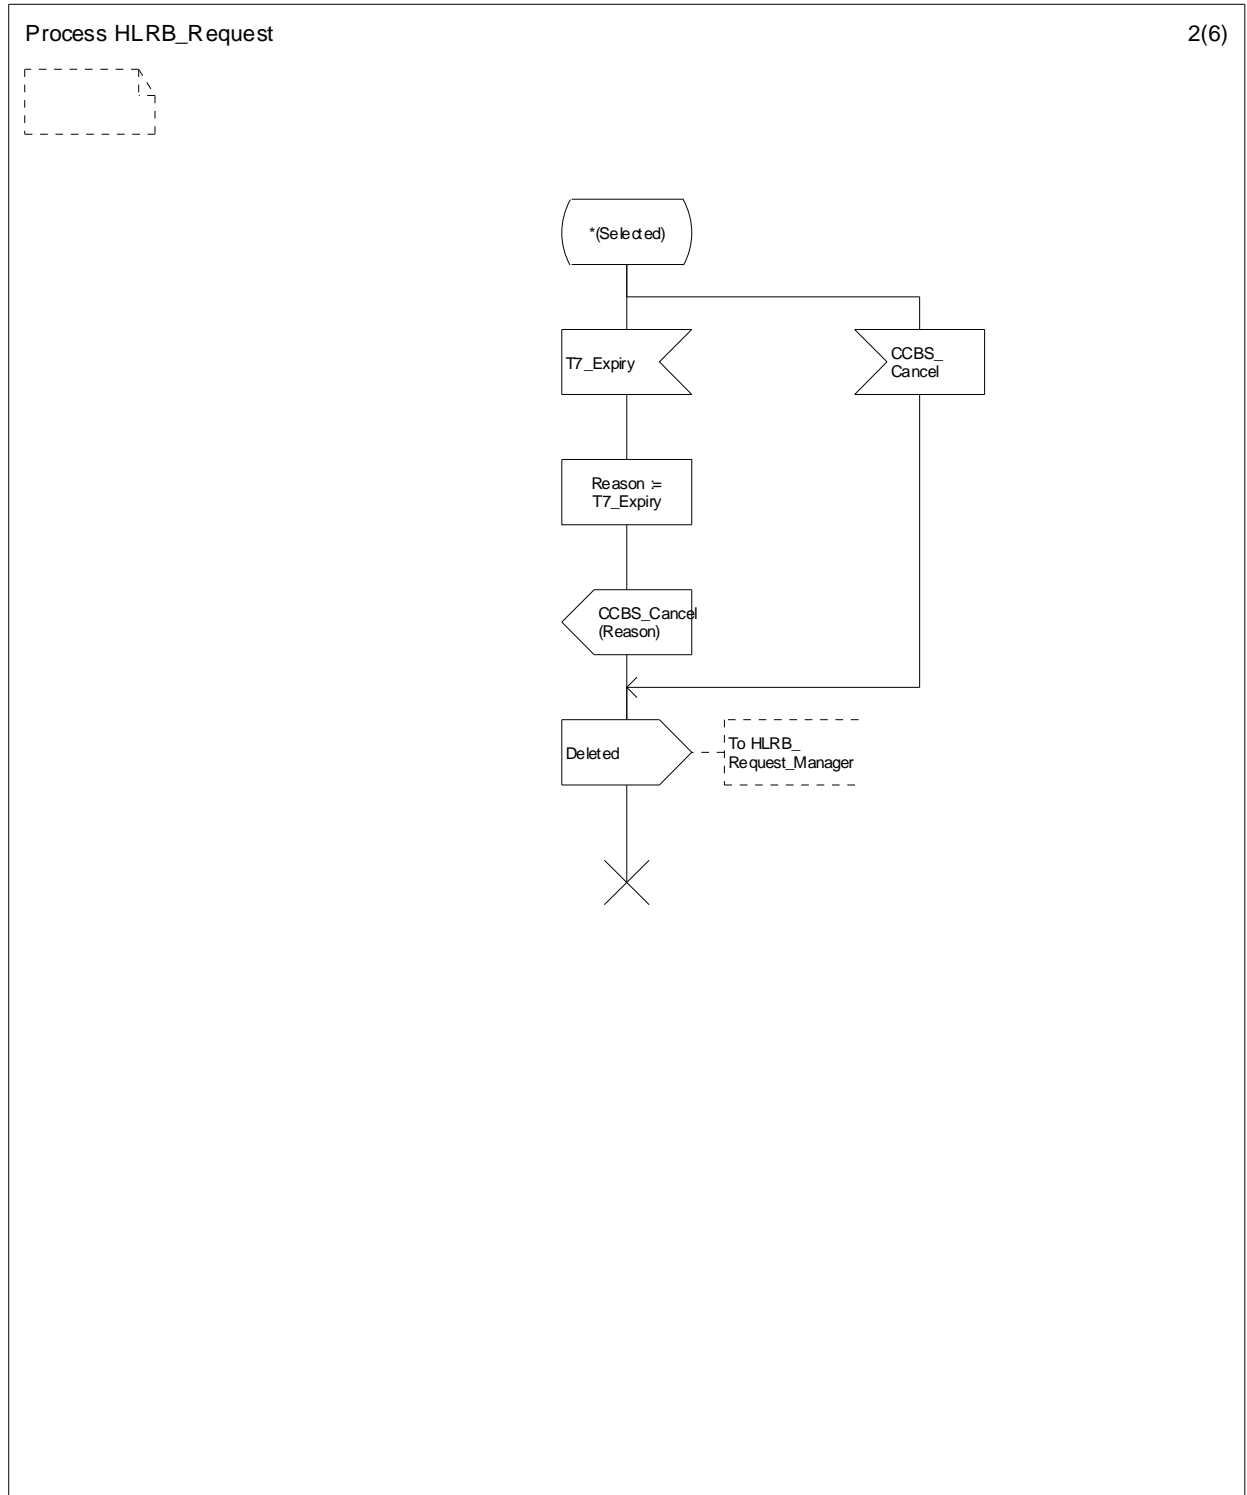 Process HLRB_Request
2(6)
*(Selected)
T7_Expiry
CCBS_
Cancel
Reason :=
T7_Expiry
CCBS_Cancel
(Reason)
Deleted
To HLRB_
Request_Manager